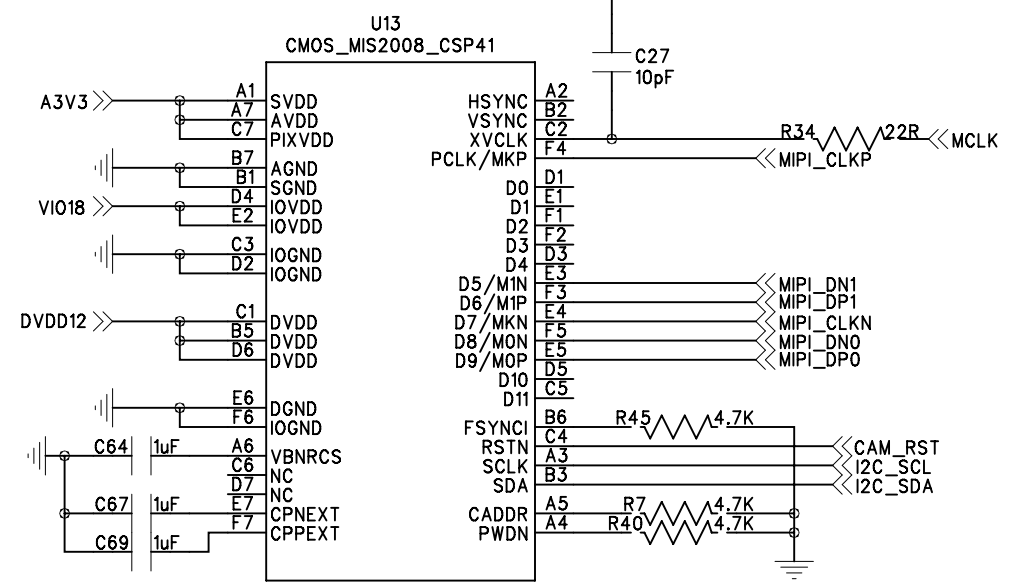 U13
CMOS_MIS2008_CSP41
C27
10pF
A3V3
A1
SVDD
A7
AVDD
C7
PIXVDD
B7
AGND
B1
SGND
VIO18
D4
IOVDD
E2
IOVDD
C3
IOGND
D2
IOGND
DVDD12
C1
DVDD
B5
DVDD
D6
DVDD
E6
DGND
F6
IOGND
C64
1uF
A6
VBNRCS
C6
NC
D7
NC
C67
1uF
E7
CPNEXT
C69
1uF
F7
CPPEXT
HSYNC
A2
VSYNC
B2
XVCLK
C2
R34
22R
MCLK
PCLK/MKP
F4
MIPI_CLKP
D0
D1
D1
E1
D2
F1
D3
F2
D4
D3
D5/M1N
E3
MIPI_DN1
D6/M1P
F3
MIPI_DP1
D7/MKN
E4
MIPI_CLKN
D8/M0N
F5
MIPI_DN0
D9/M0P
E5
MIPI_DP0
D10
D5
D11
C5
FSYNCI
B6
R45
4.7K
RSTN
C4
CAM_RST
SCLK
A3
I2C_SCL
SDA
B3
I2C_SDA
CADDR
A5
R7
4.7K
PWDN
A4
R40
4.7K